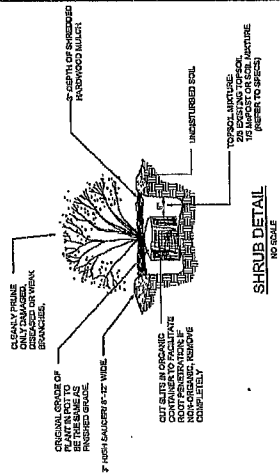 CLEANLY PRUNE
ONLY DAMAGED,
DISEASED OR WEAK
BRANCHES.
ORIGINAL GRADE OF
PLANT IN POT TO
BE THE SAME AS
FINISHED GRADE.
3" HIGH SAUCER/ 6"-12" WIDE.
CUT SLITS IN ORGANIC
CONTAINER TO FACILITATE
ROOT PENETRATION; IF
NON-ORGANIC, REMOVE
COMPLETELY
3" DEPTH OF SHREDDED
HARDWOOD MULCH
UNDISTURBED SOIL
TOPSOIL MIXTURE:
2/3 EXISTING TOPSOIL
1/3 MgPOST OR SOIL MIXTURE
(REFER TO SPECS)
SHRUB DETAIL
NO SCALE